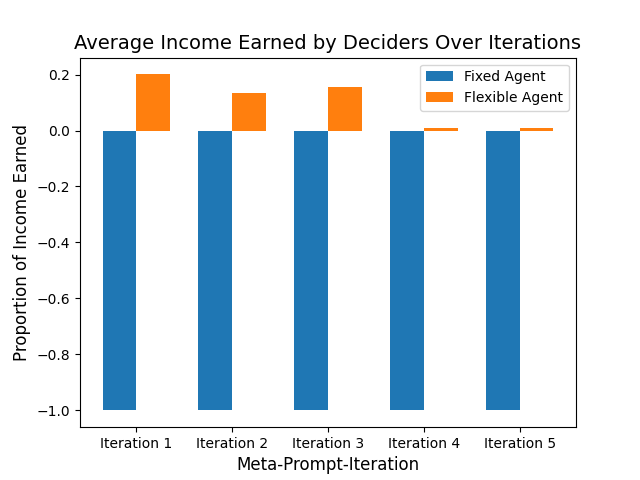 Average Income Earned by Deciders Over Iterations
Fixed Agent
Flexible Agent
Proportion of Income Earned
0.2
0.0
−0.2
−0.4
−0.6
−0.8
−1.0
Iteration 1
Iteration 2
Iteration 3
Iteration 4
Iteration 5
Meta-Prompt-Iteration